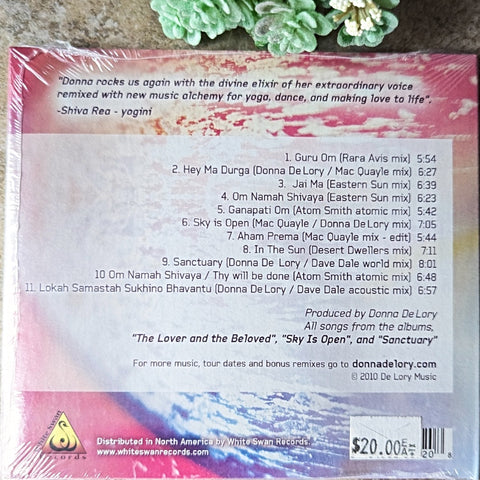 "Donna rocks us again with the divine elixir of her extraordinary voice
remixed with new music alchemy for yoga, dance, and making love to life".
-Shiva Rea - yogini
1. Guru Om (Rara Avis mix) 5:54
2. Hey Ma Durga (Donna De Lory / Mac Quayle mix) 6:27
3. Jai Ma (Eastern Sun mix) 6:39
4. Om Namah Shivaya (Eastern Sun mix) 6:23
5. Ganapati Om (Atom Smith atomic mix) 5:42
6. Sky is Open (Mac Quayle / Donna De Lory mix) 7:05
7. Aham Prema (Mac Quayle mix - edit) 5:44
8. In The Sun (Desert Dwellers mix) 7:11
9. Sanctuary (Donna De Lory / Dave Dale world mix) 8:01
10 Om Namah Shivaya / Thy will be done (Atom Smith atomic mix) 6:48
11. Lokah Samastah Sukhino Bhavantu (Donna De Lory / Dave Dale acoustic mix) 6:57
Produced by Donna De Lory
All songs from the albums,
"The Lover and the Beloved", "Sky Is Open", and "Sanctuary"
For more music, tour dates and bonus remixes go to donnadelory.com
© 2010 De Lory Music
White Swan
records
Distributed in North America by White Swan Records.
www.whiteswanrecords.com
$20.00
20 8